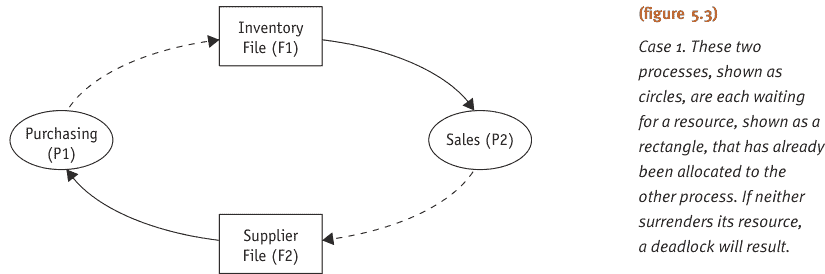 Inventory
File (F1)
Purchasing
(P1)
Sales (P2)
Supplier
File (F2)
(figure 5.3)
Case 1. These two
processes, shown as
circles, are each waiting
for a resource, shown as a
rectangle, that has already
been allocated to the
other process. If neither
surrenders its resource,
a deadlock will result.